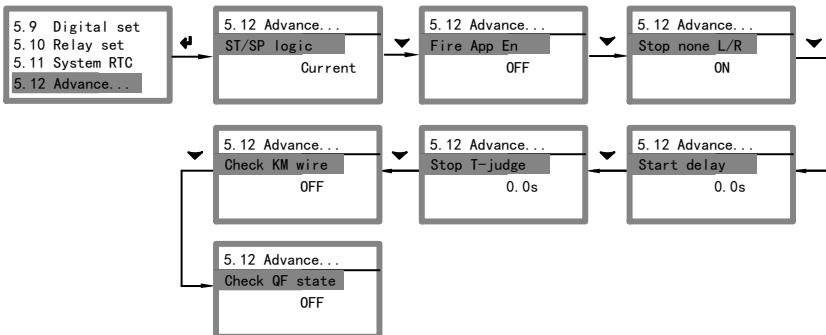 5.9 Digital set
5.10 Relay set
5.11 System RTC
5.12 Advance...
5.12 Advance...
ST/SP logic
Current
5.12 Advance...
Fire App En
OFF
5.12 Advance...
Stop none L/R
ON
5.12 Advance...
Start delay
0.0s
5.12 Advance...
Stop T-judge
0.0s
5.12 Advance...
Check KM wire
OFF
5.12 Advance...
Check QF state
OFF